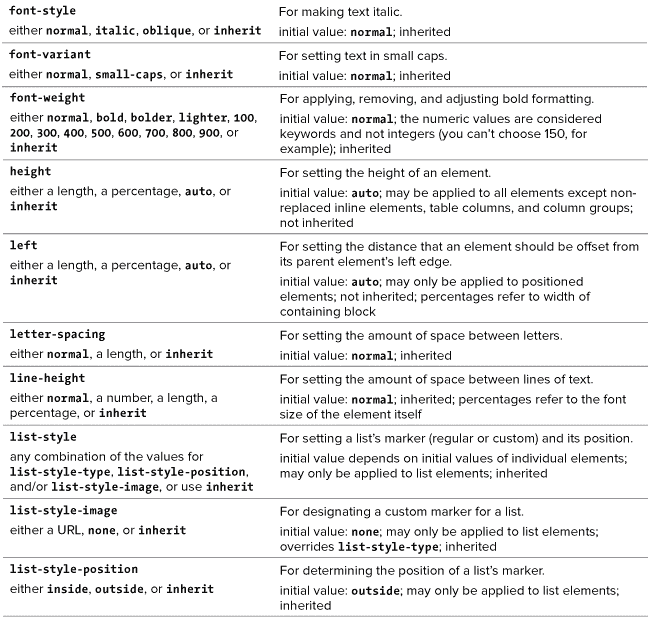 font-style
For making text italic.
either normal, italic, oblique, or inherit
initial value: normal; inherited
font-variant
For setting text in small caps.
either normal, small-caps, or inherit
initial value: normal; inherited
font-weight
For applying, removing, and adjusting bold formatting.
either normal, bold, bolder, lighter, 100,
200, 300, 400, 500, 600, 700, 800, 900, or
inherit
initial value: normal; the numeric values are considered
keywords and not integers (you can't choose 150, for
example); inherited
height
For setting the height of an element.
either a length, a percentage, auto, or
inherit
initial value: auto; may be applied to all elements except non-
replaced inline elements, table columns, and column groups;
not inherited
left
For setting the distance that an element should be offset from
its parent element's left edge.
either a length, a percentage, auto, or
inherit
initial value: auto; may only be applied to positioned
elements; not inherited; percentages refer to width of
containing block
letter-spacing
For setting the amount of space between letters.
either normal, a length, or inherit
initial value: normal; inherited
line-height
For setting the amount of space between lines of text.
either normal, a number, a length, a
percentage, or inherit
initial value: normal; inherited; percentages refer to the font
size of the element itself
list-style
For setting a list's marker (regular or custom) and its position.
any combination of the values for
list-style-type, list-style-position,
and/or list-style-image, or use inherit
initial value depends on initial values of individual elements;
may only be applied to list elements; inherited
list-style-image
For designating a custom marker for a list.
either a URL, none, or inherit
initial value: none; may only be applied to list elements;
overrides list-style-type; inherited
list-style-position
For determining the position of a list's marker.
either inside, outside, or inherit
initial value: outside; may only be applied to list elements;
inherited